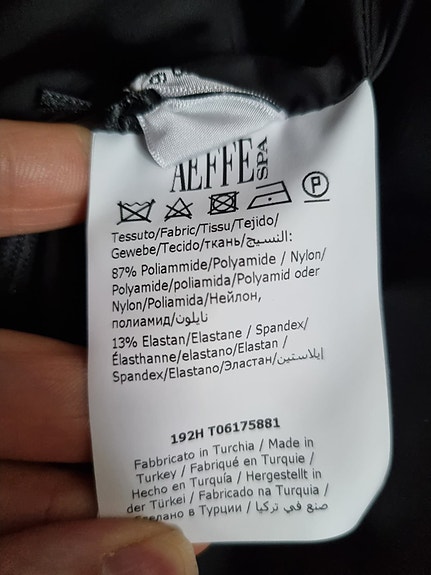 AEFFE SPA
P
Tessuto/Fabric/Tissu/Tejido/
Gewebe/Tecido/ткань/النسيج:
87% Poliammide/Polyamide / Nylon/
Polyamide/poliamida/Polyamid oder
Nylon/Poliamida/Нейлон,
полиамид/نايلون
13% Elastan/Elastane / Spandex/
Élasthanne/elastano/Elastan /
Spandex/Elastano/Эластан/إيلاستين
192H T06175881
Fabbricato in Turchia / Made in
Turkey / Fabriqué en Turquie /
Hecho en Turquía / Hergestellt in
der Türkei / Fabricado na Turquia /
Сделано в Турции / صنع في تركيا